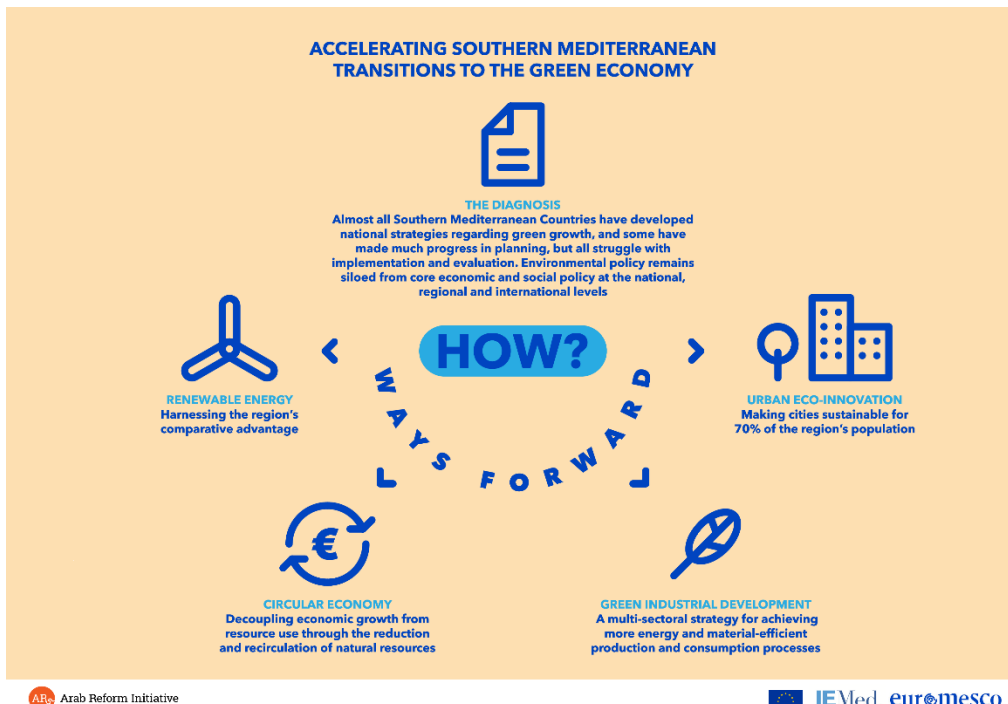 ACCELERATING SOUTHERN MEDITERRANEAN
TRANSITIONS TO THE GREEN ECONOMY
THE DIAGNOSIS
Almost all Southern Mediterranean Countries have developed
national strategies regarding green growth, and some have
made much progress in planning, but all struggle with
implementation and evaluation. Environmental policy remains
siloed from core economic and social policy at the national,
regional and international levels
HOW?
WAYS FORWARD
RENEWABLE ENERGY
Harnessing the region's
comparative advantage
URBAN ECO-INNOVATION
Making cities sustainable for
70% of the region's population
CIRCULAR ECONOMY
Decoupling economic growth from
resource use through the reduction
and recirculation of natural resources
GREEN INDUSTRIAL DEVELOPMENT
A multi-sectoral strategy for achieving
more energy and material-efficient
production and consumption processes
Arab Reform Initiative
IEMed euromesco